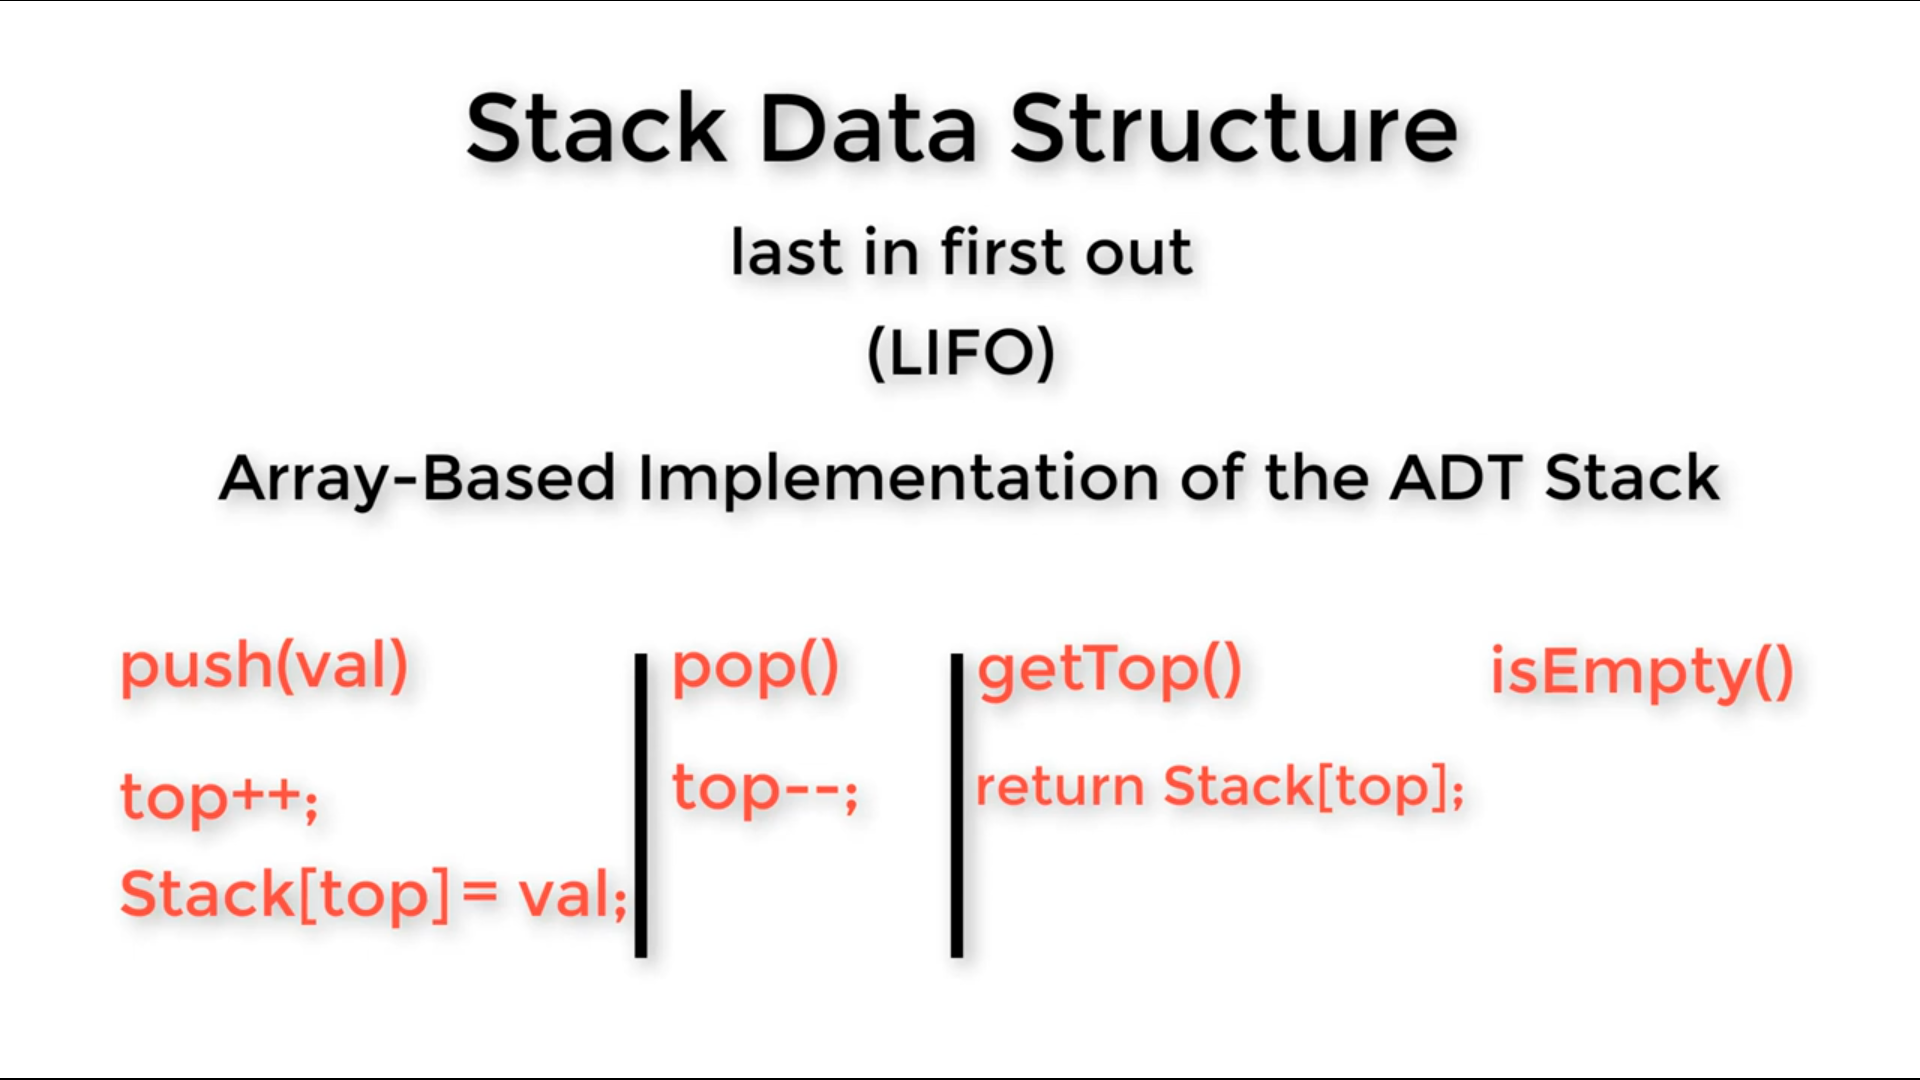 Stack Data Structure
last in first out
(LIFO)
Array-Based Implementation of the ADT Stack
push(val)
top++;
Stack[top]= val;
pop()
top--;
getTop()
return Stack[top];
isEmpty()